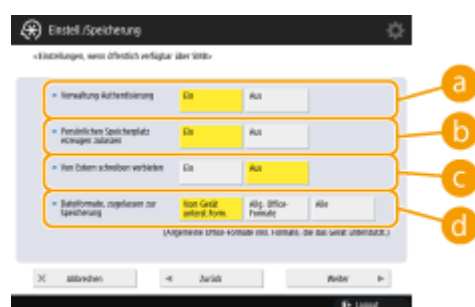 Einstell./Speicherung
<Einstellungen, wenn öffentlich verfügbar über SMB>
Verwaltung Authentisierung
Ein
Aus
a
Persönlichen Speicherplatz
erzeugen zulassen
Ein
Aus
b
Von Extern schreiben verbieten
Ein
Aus
c
Dateiformate, zugelassen zur
Speicherung
Vom Gerät
unterst. Form.
Allg. Office-
Formate
Alle
d
(Allgemeine Office-Formate inkl. Formate, die das Gerät unterstützt.)
Abbrechen
Zurück
Weiter
Logout